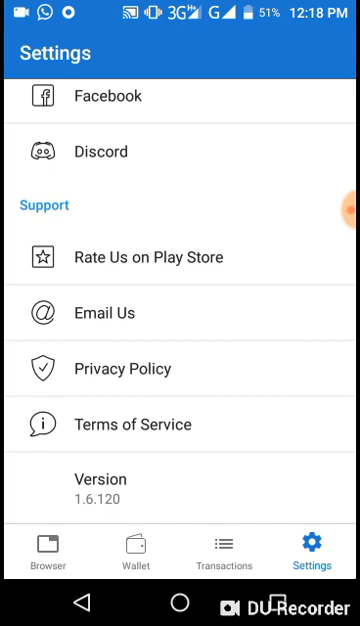 3G H+ G 51% 12:18 PM
Settings
Facebook
Discord
Support
Rate Us on Play Store
Email Us
Privacy Policy
Terms of Service
Version
1.6.120
Browser Wallet Transactions Settings
DU Recorder